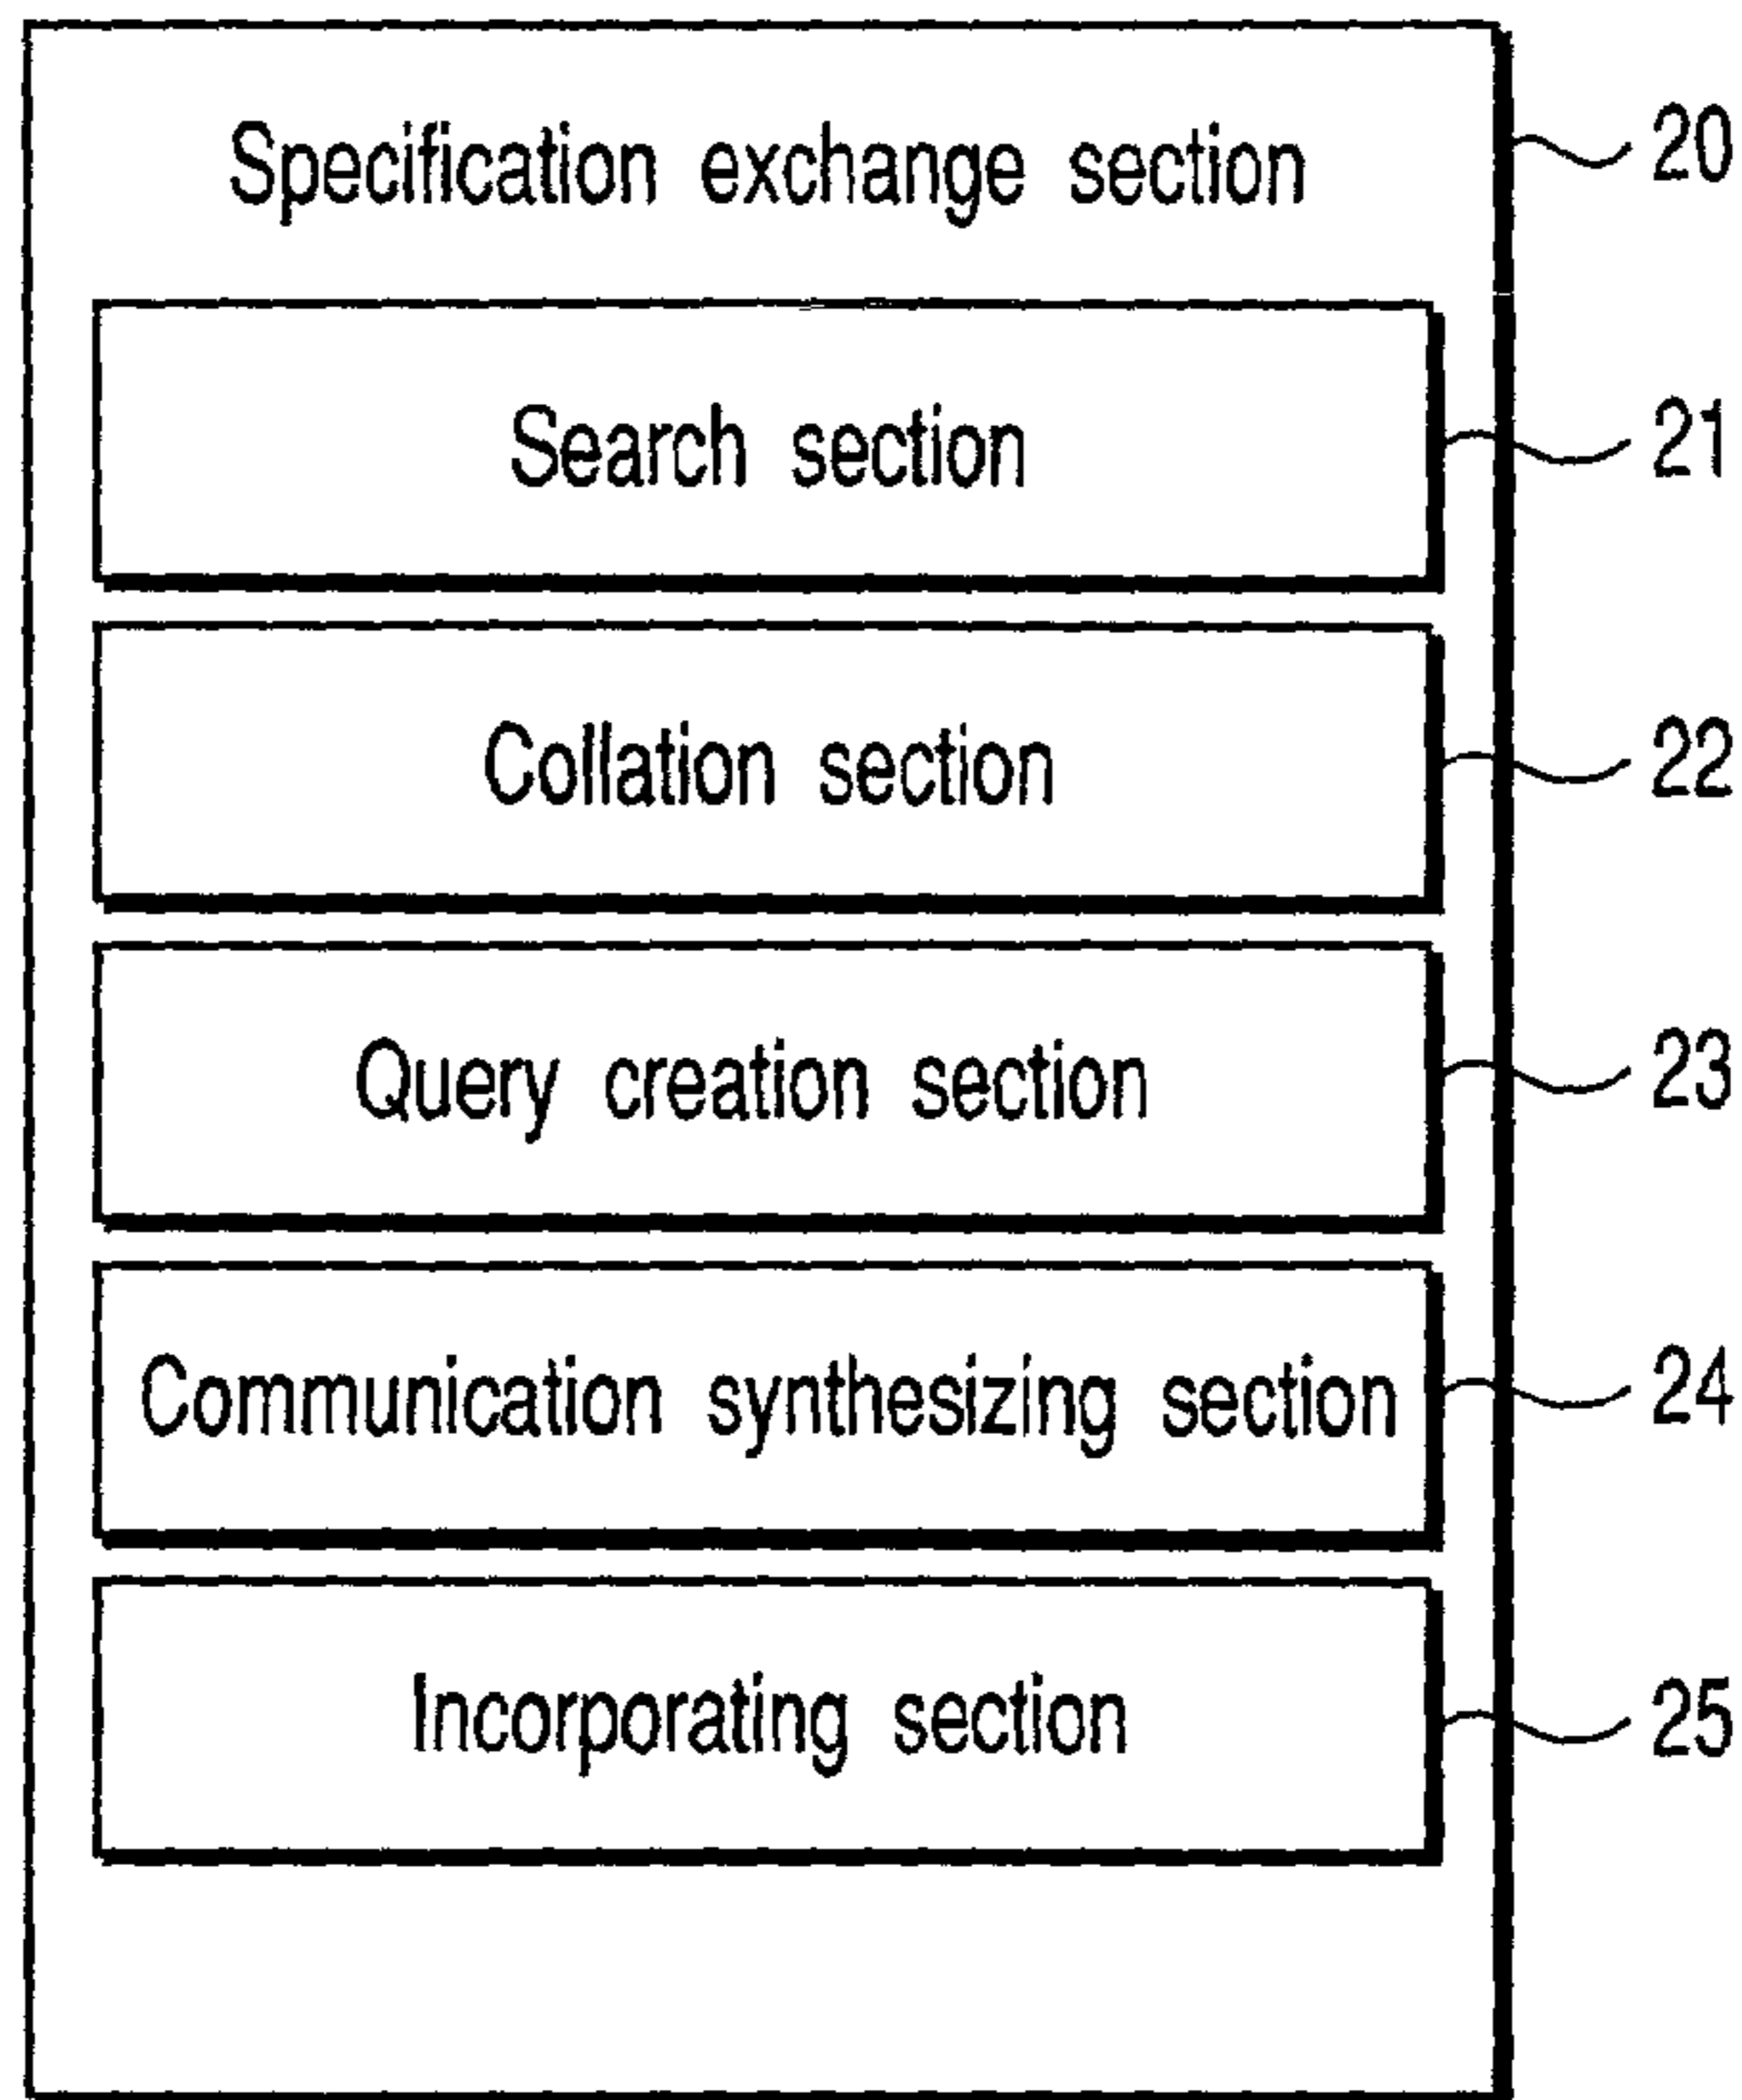 Specification exchange section 20
Search section 21
Collation section 22
Query creation section 23
Communication synthesizing section 24
Incorporating section 25